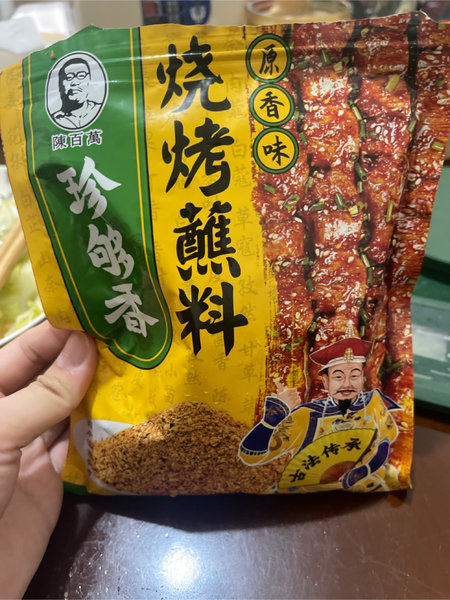 陳百萬
珍够香
烧烤蘸料
原香味
古法传承